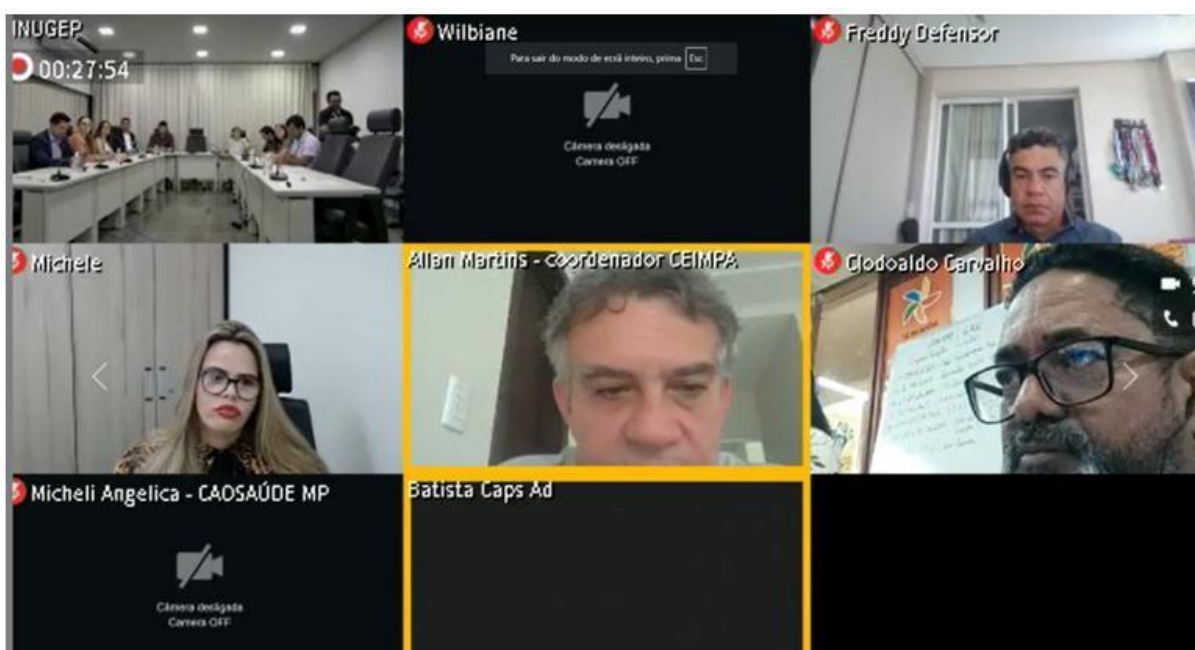 INUGEP
00:27:54
Wilbiane
Para sair do modo de ecrã inteiro, prima Esc
Câmera desligada
Camera OFF
Freddy Defensor
Michele
Allan Martins - coordenador CEIMPA
Clodoaldo Carvalho
Micheli Angelica - CAOSAÚDE MP
Câmera desligada
Camera OFF
Batista Caps Ad